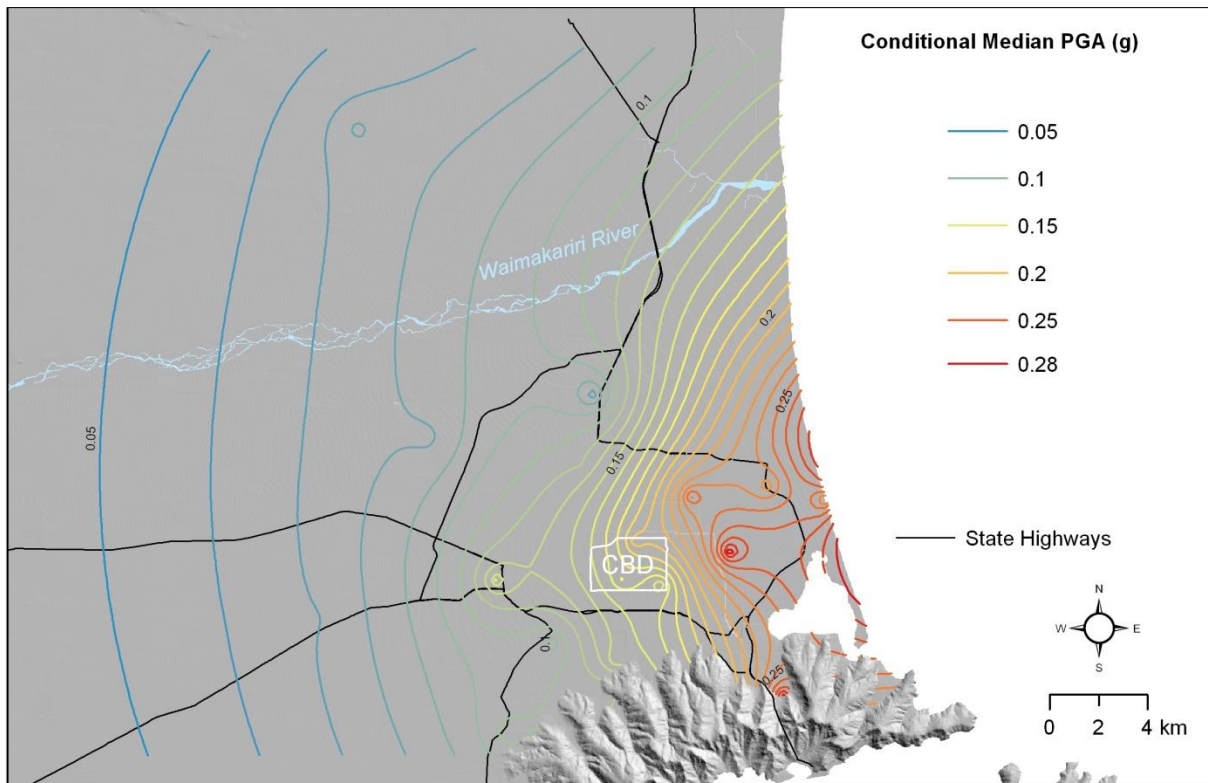 Conditional Median PGA (g)
0.05
0.1
0.15
0.2
0.25
0.28
State Highways
N
W E
S
0 2 4 km
0.1
Waimakariri River
0.2
0.25
0.05
0.15
CBD
0.1
0.25